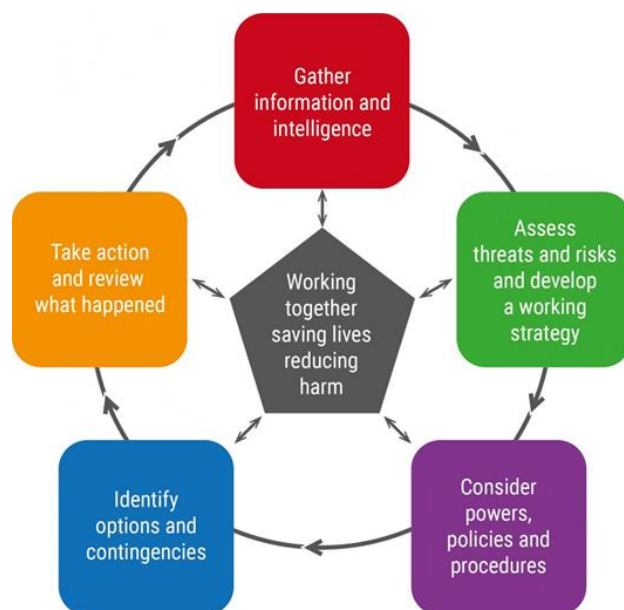 Gather
information and
intelligence
Assess
threats and risks
and develop
a working
strategy
Consider
powers,
policies and
procedures
Identify
options and
contingencies
Take action
and review
what happened
Working
together
saving lives
reducing
harm